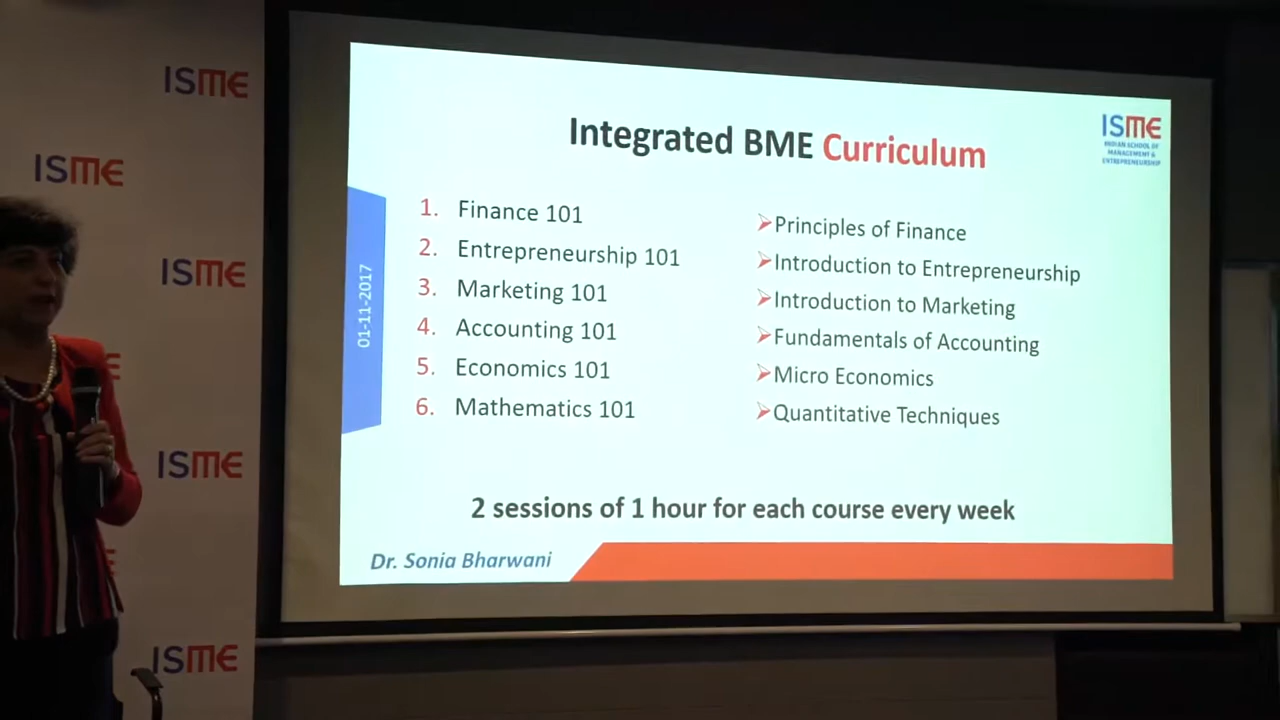 ISME
ISME
ISME
ISME
ISME
Integrated BME Curriculum
ISME
INDIAN SCHOOL OF
MANAGEMENT &
ENTREPRENEURSHIP
01-11-2017
1. Finance 101
2. Entrepreneurship 101
3. Marketing 101
4. Accounting 101
5. Economics 101
6. Mathematics 101
Principles of Finance
Introduction to Entrepreneurship
Introduction to Marketing
Fundamentals of Accounting
Micro Economics
Quantitative Techniques
2 sessions of 1 hour for each course every week
Dr. Sonia Bharwani